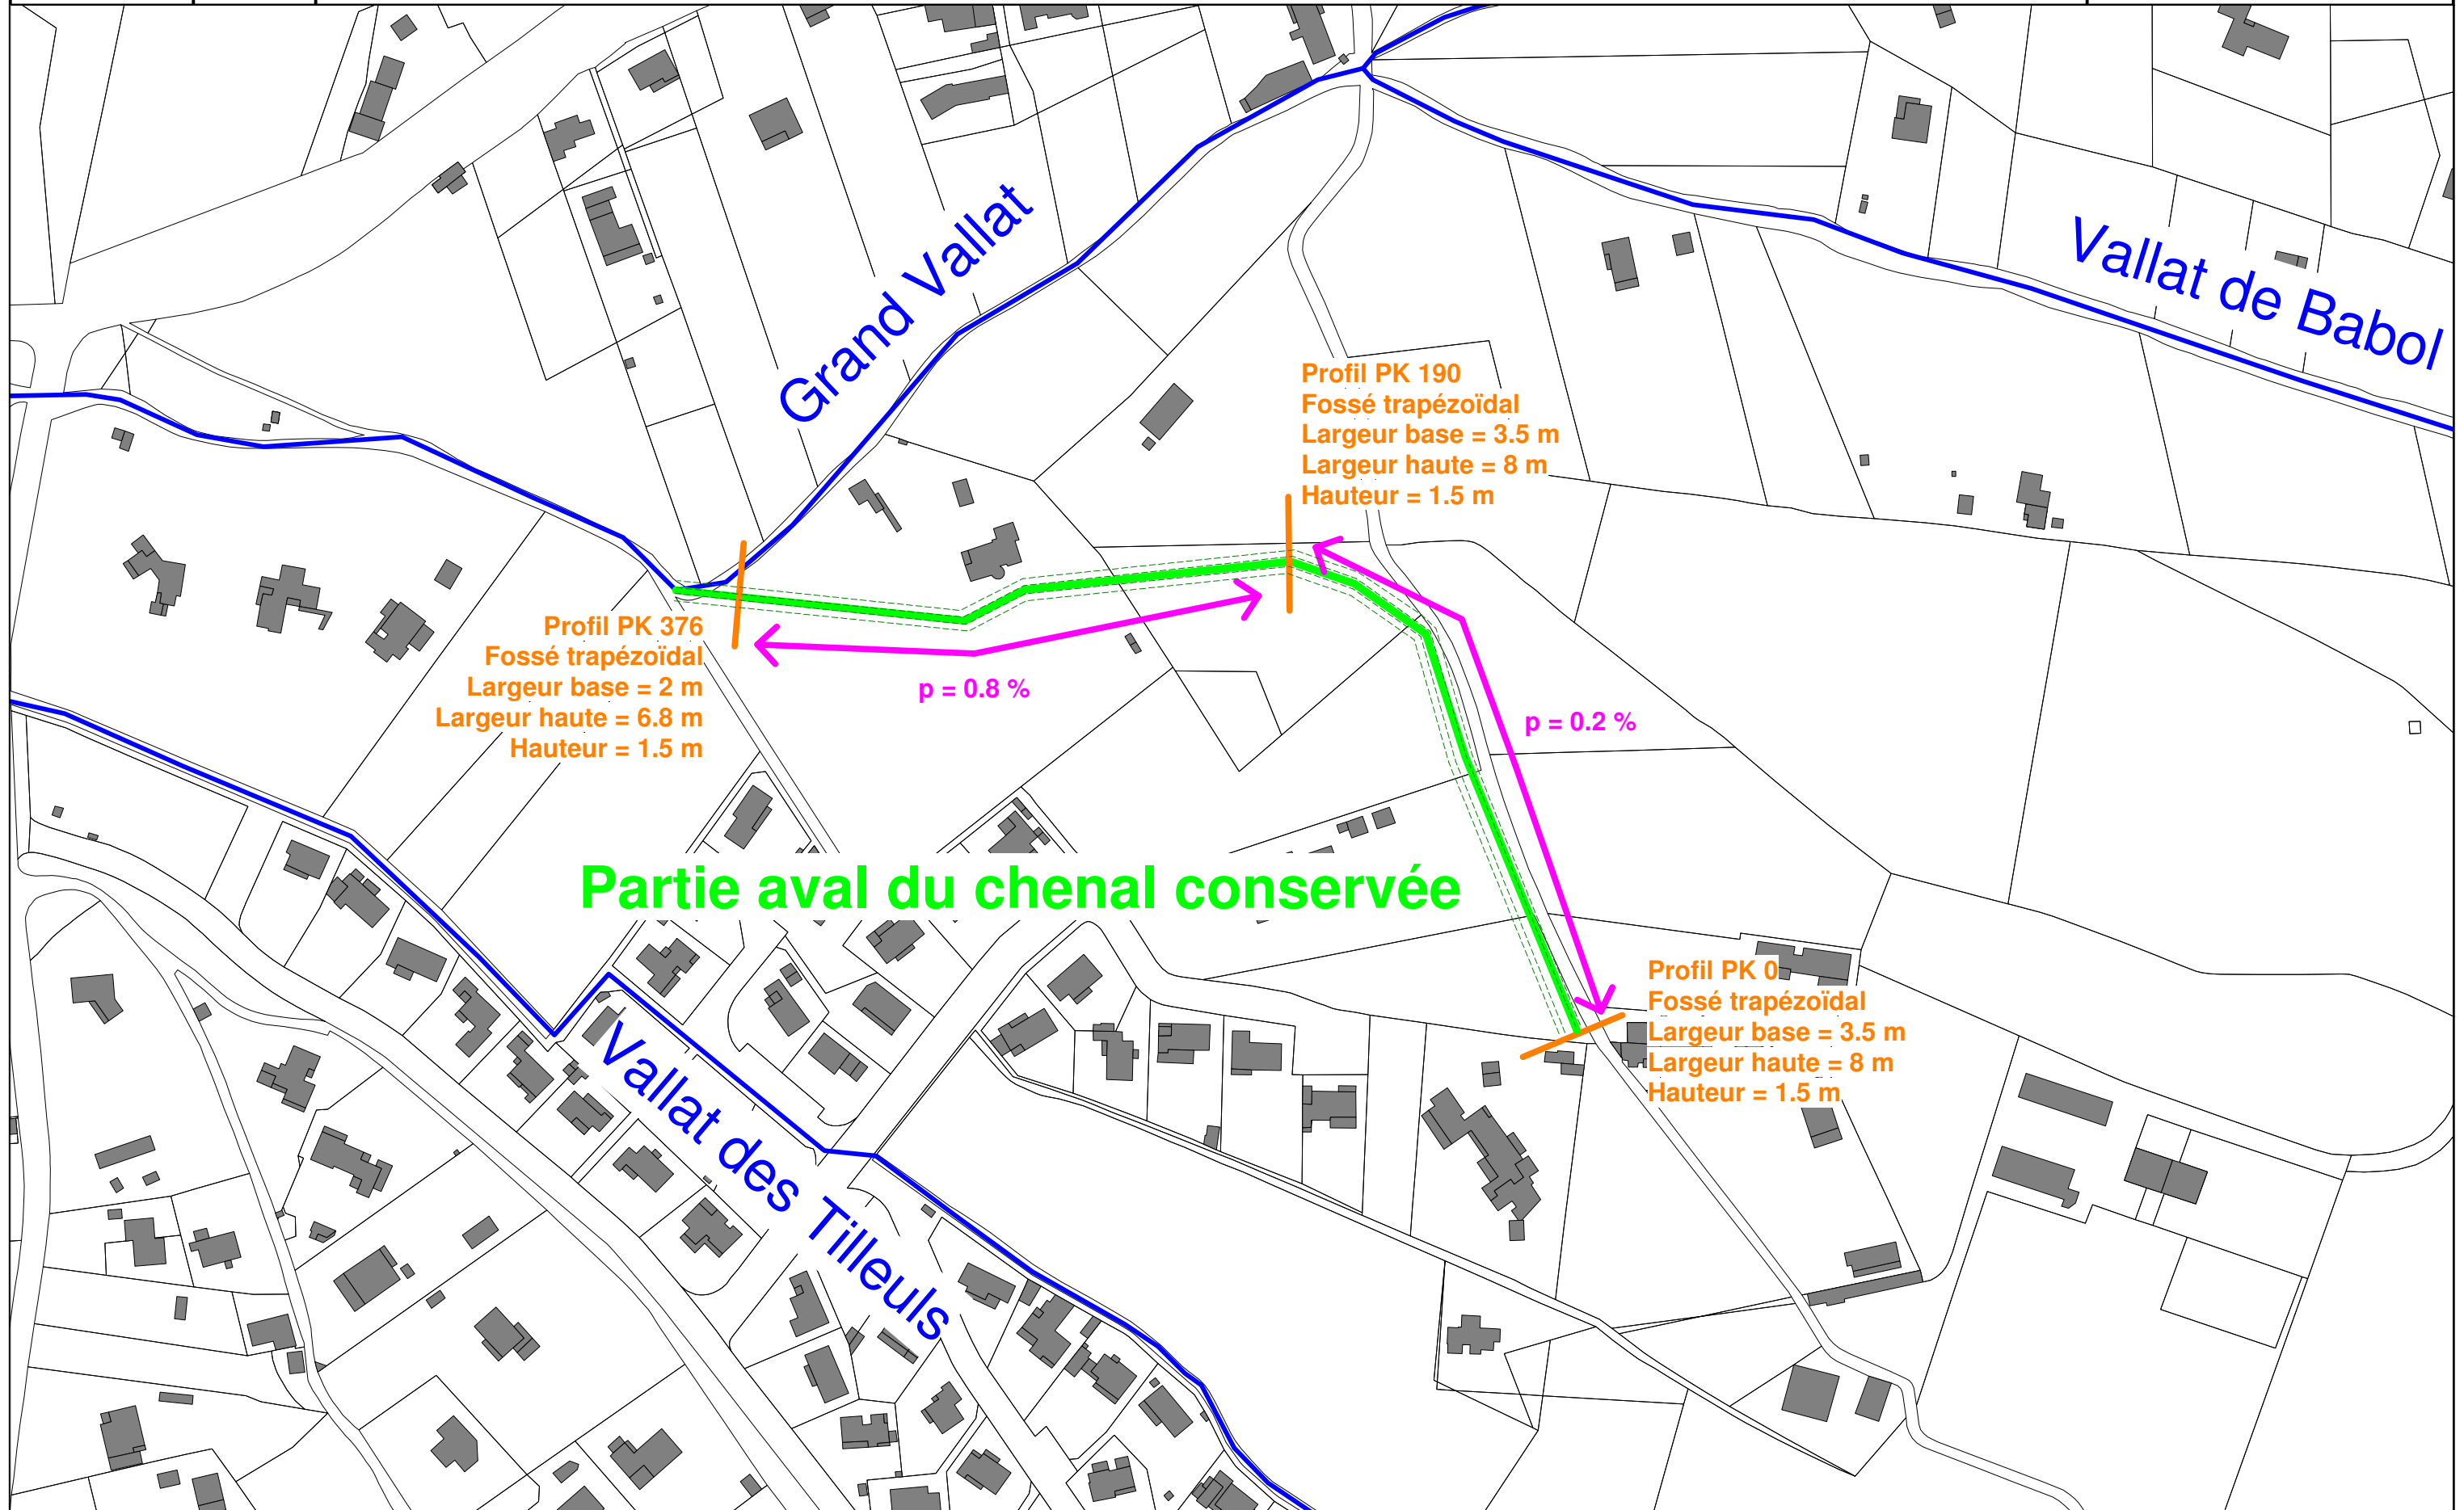 Grand Vallat
Vallat de Babol
Profil PK 190
Fossé trapézoïdal
Largeur base = 3.5 m
Largeur haute = 8 m
Hauteur = 1.5 m
Profil PK 376
Fossé trapézoïdal
Largeur base = 2 m
Largeur haute = 6.8 m
Hauteur = 1.5 m
p = 0.8 %
p = 0.2 %
Partie aval du chenal conservée
Profil PK 0
Fossé trapézoïdal
Largeur base = 3.5 m
Largeur haute = 8 m
Hauteur = 1.5 m
Vallat des Tilleuls